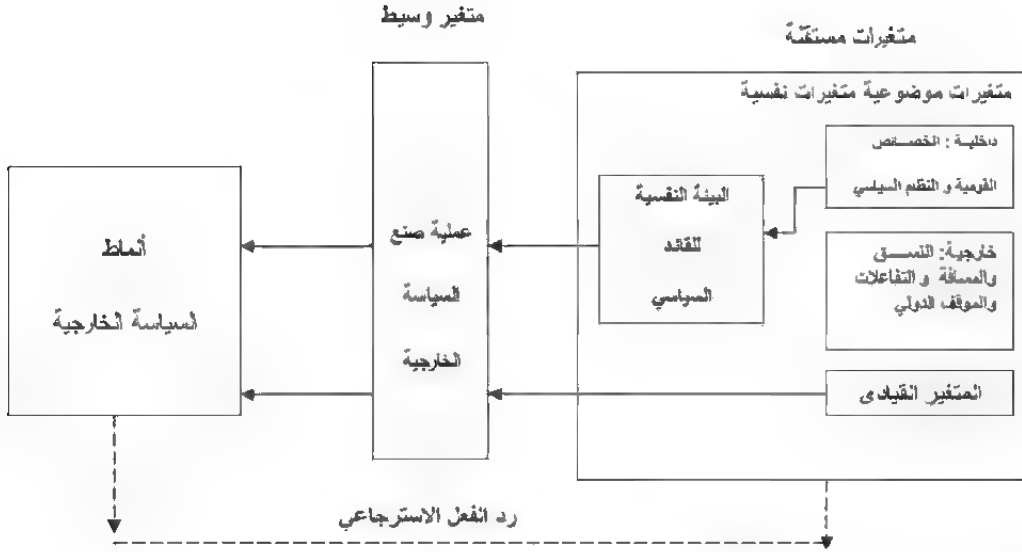 متغير وسيط
متغيرات مستقلة
متغيرات موضوعية متغيرات نفسية
داخلية : الخصائص
القومية و النظام السياسي
خارجية: النسق
والمسافة و التفاعلات
والموقف الدولي
المتغير القيادى
البيئة النفسية
للقائد
السياسي
عملية صنع
السياسة
الخارجية
أنماط
السياسة الخارجية
رد الفعل الاسترجاعي